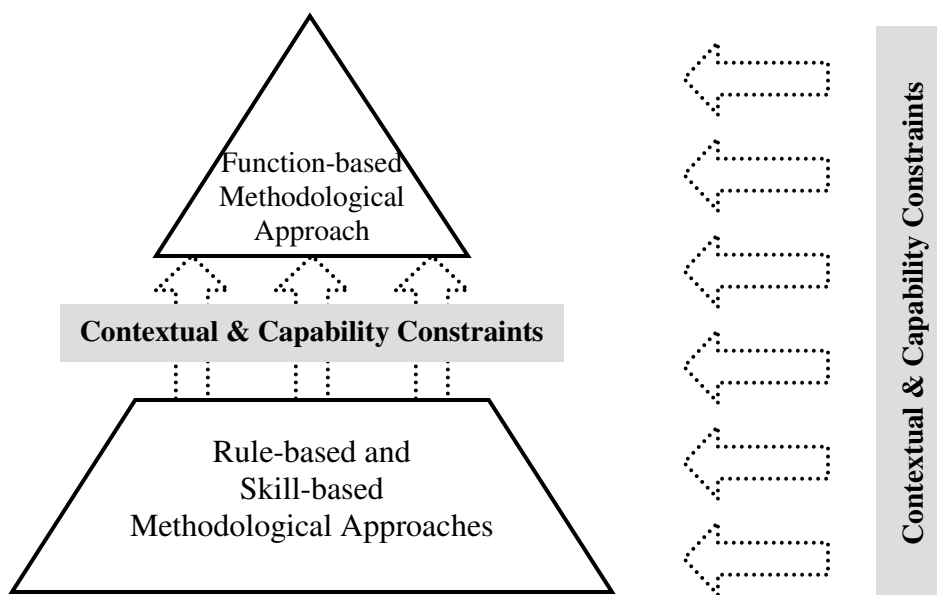 Function-based
Methodological
Approach
Contextual & Capability Constraints
Rule-based and
Skill-based
Methodological Approaches
Contextual & Capability Constraints